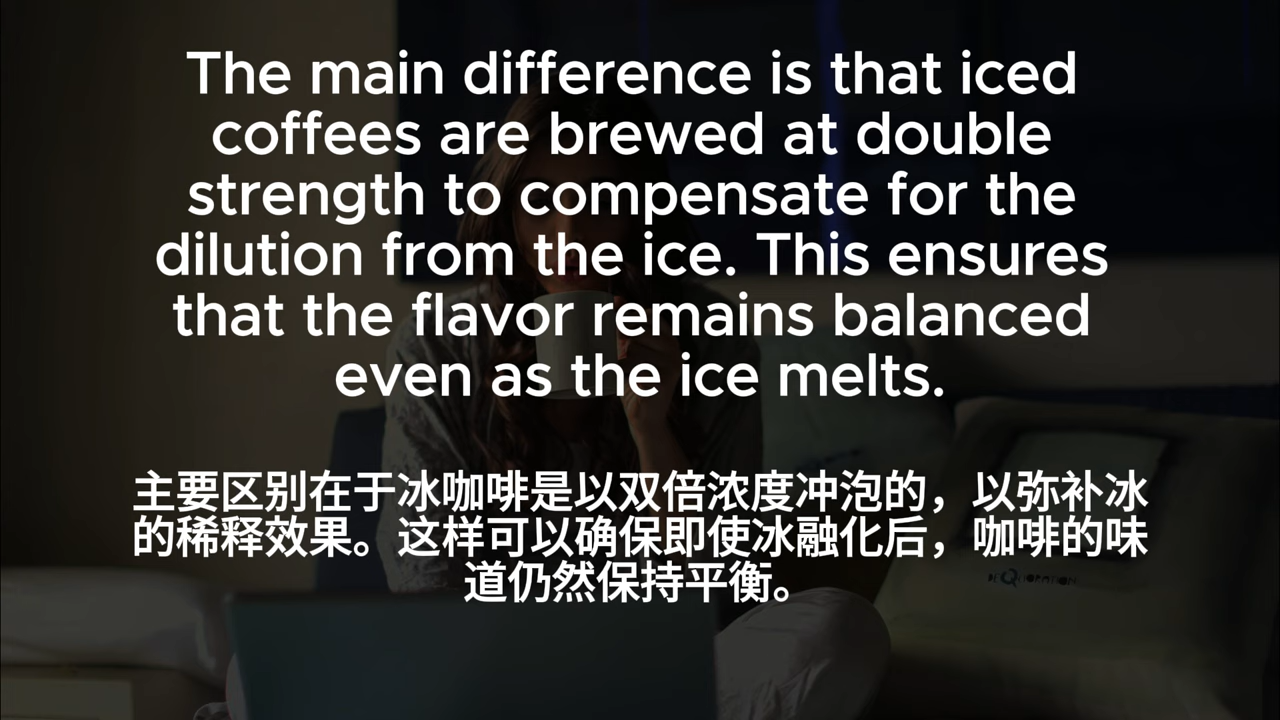 The main difference is that iced
coffees are brewed at double
strength to compensate for the
dilution from the ice. This ensures
that the flavor remains balanced
even as the ice melts.
主要区别在于冰咖啡是以双倍浓度冲泡的，以弥补冰
的稀释效果。这样可以确保即使冰融化后，咖啡的味
道仍然保持平衡。